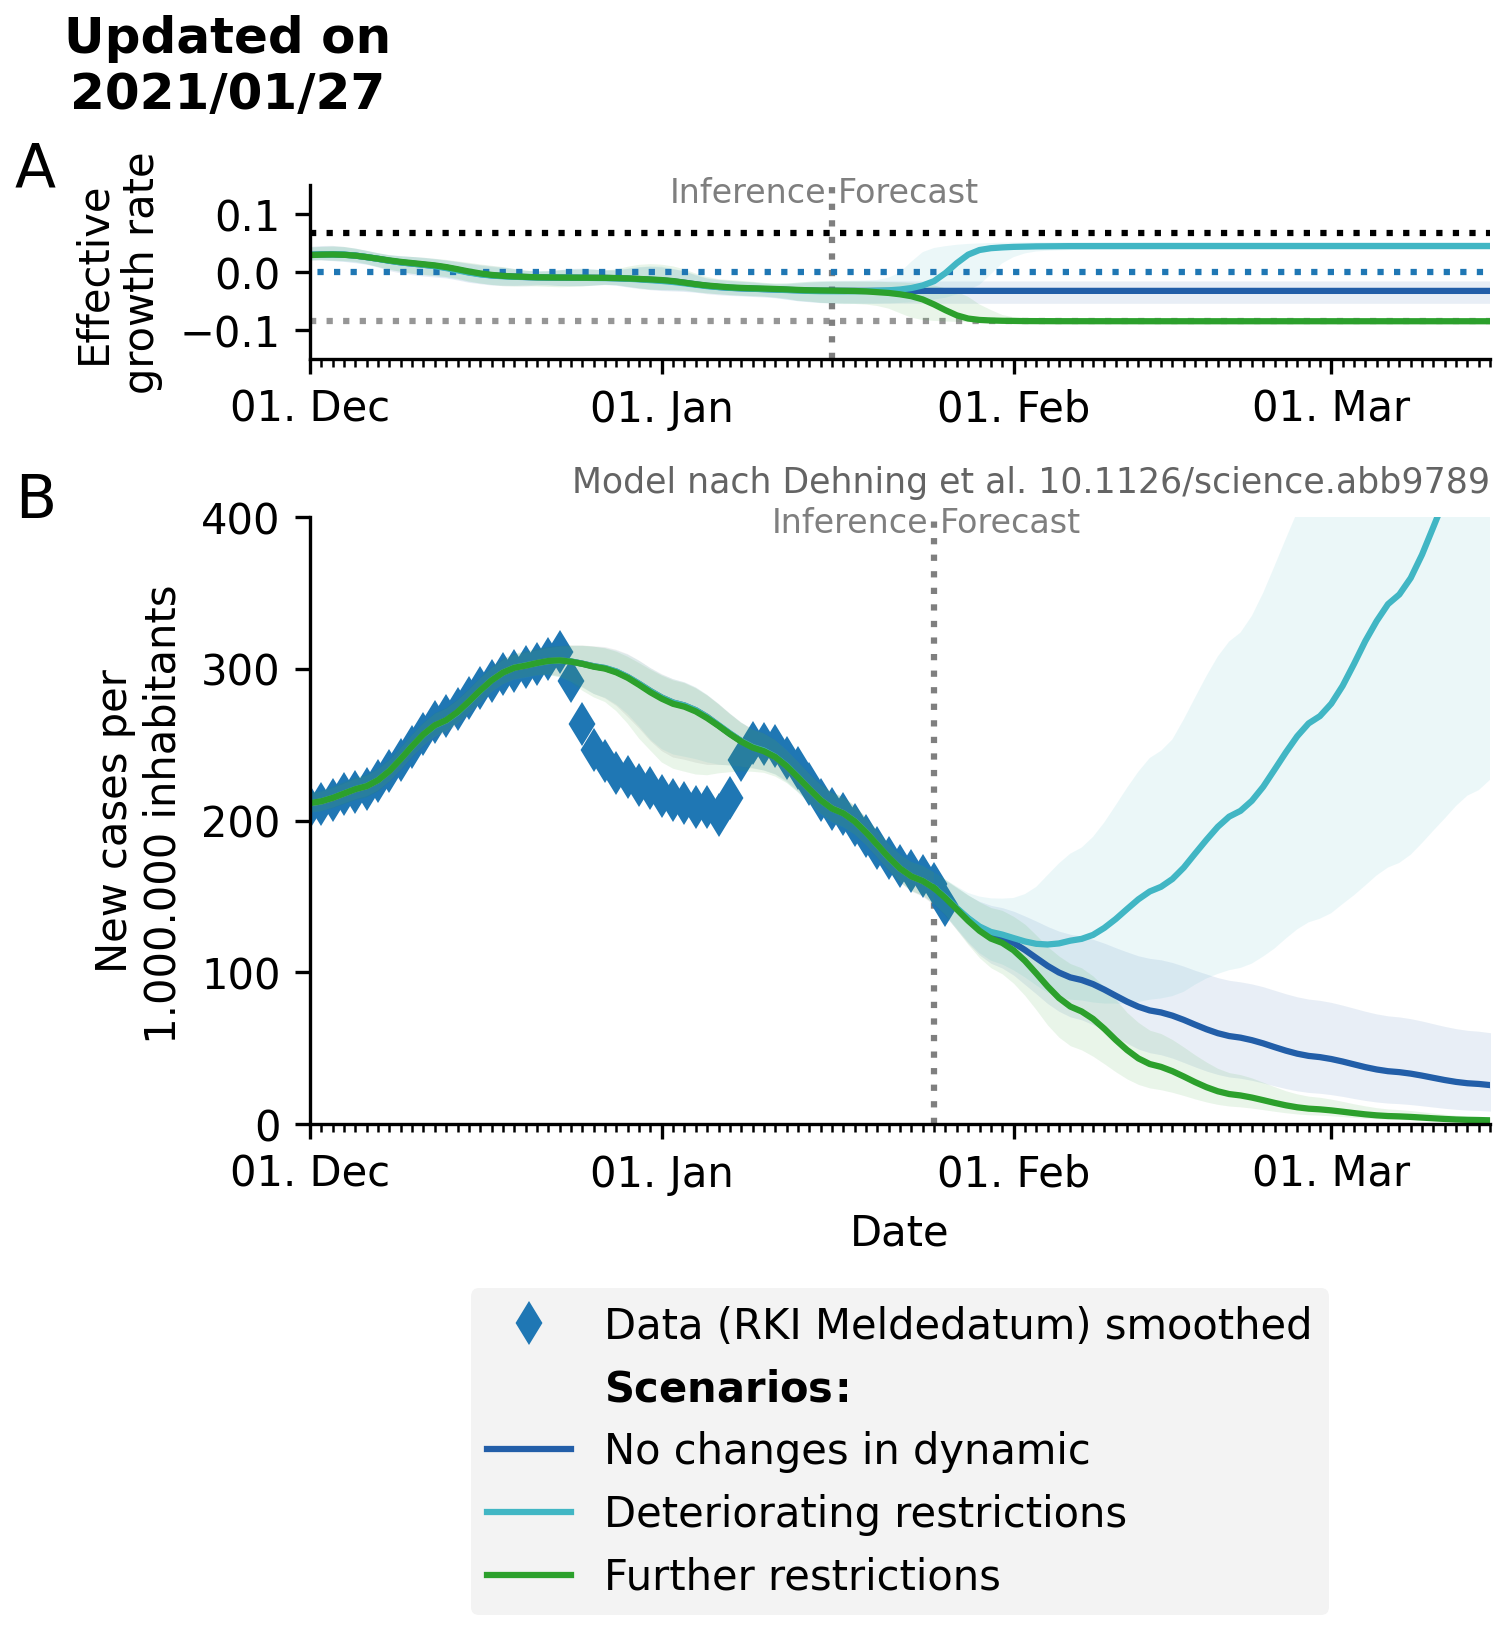 Updated on
2021/01/27
A
Effective
growth rate
Inference Forecast
0.1
0.0
−0.1
01. Dec 01. Jan 01. Feb 01. Mar
B
Model nach Dehning et al. 10.1126/science.abb9789
Inference Forecast
New cases per
1.000.000 inhabitants
400
300
200
100
0
01. Dec 01. Jan 01. Feb 01. Mar
Date
Data (RKI Meldedatum) smoothed
Scenarios:
No changes in dynamic
Deteriorating restrictions
Further restrictions